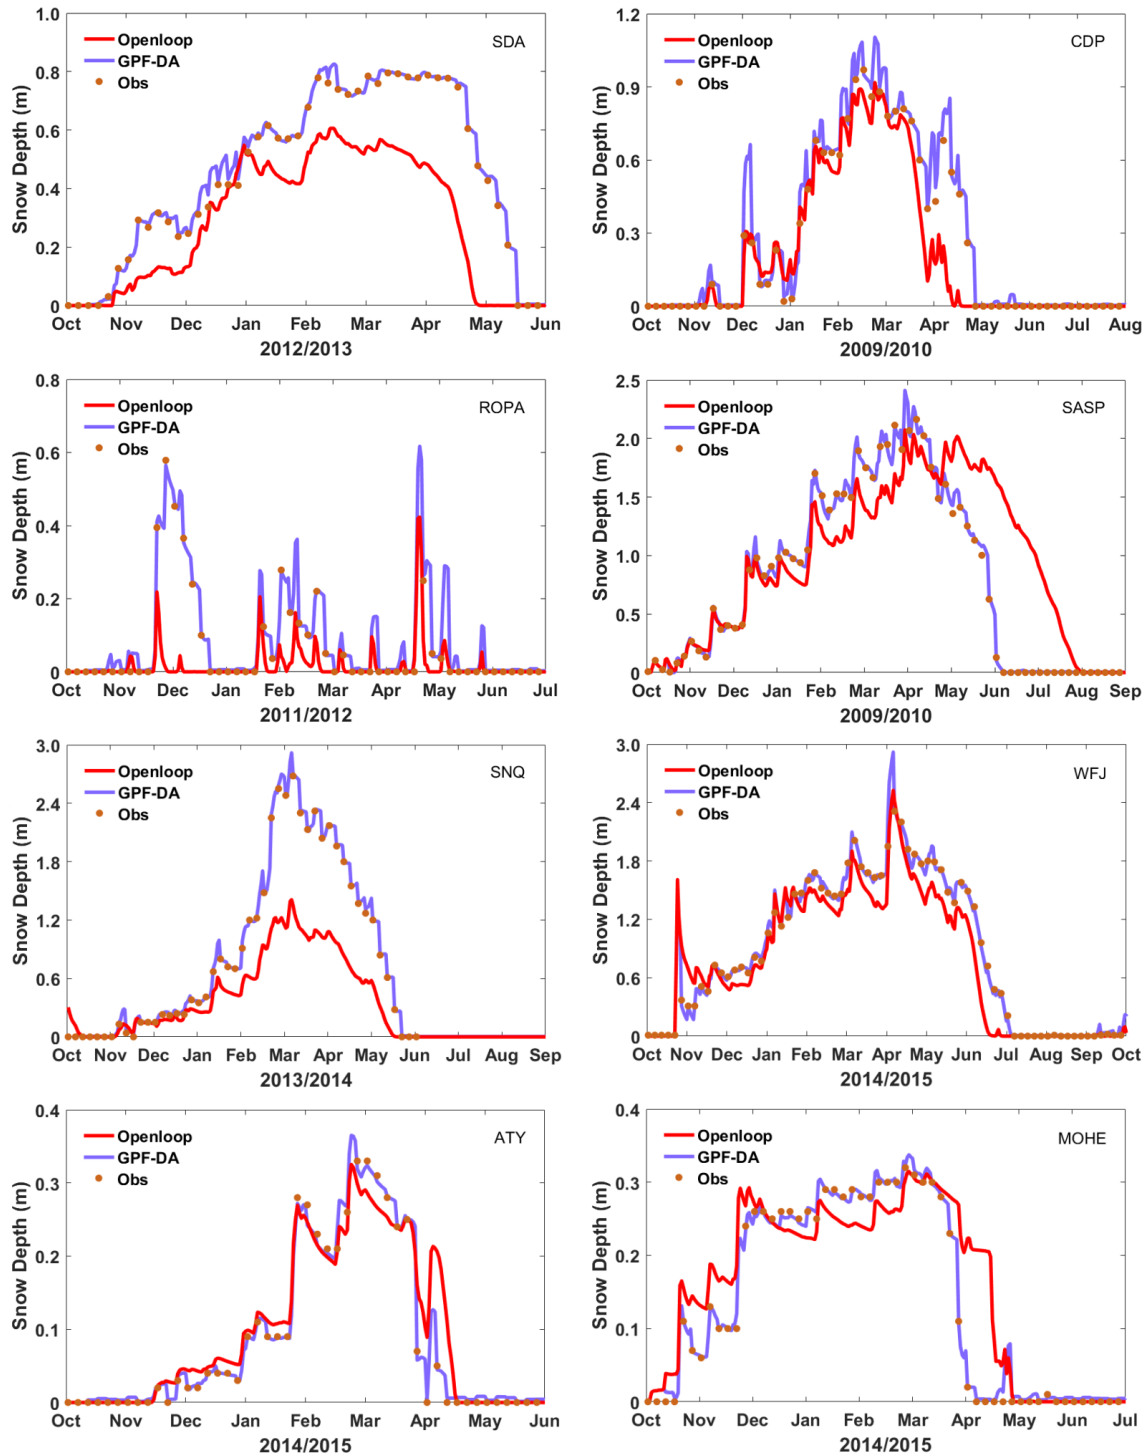 1.0
0.8
0.6
0.4
0.2
0
Snow Depth (m)
Openloop
GPF-DA
Obs
SDA
Oct Nov Dec Jan Feb Mar Apr May Jun
2012/2013
1.2
0.9
0.6
0.3
0
Snow Depth (m)
Openloop
GPF-DA
Obs
CDP
Oct Nov Dec Jan Feb Mar Apr May Jun Jul Aug
2009/2010
0.8
0.6
0.4
0.2
0
Snow Depth (m)
Openloop
GPF-DA
Obs
ROPA
Oct Nov Dec Jan Feb Mar Apr May Jun Jul
2011/2012
2.5
2.0
1.5
1.0
0.5
0
Snow Depth (m)
Openloop
GPF-DA
Obs
SASP
Oct Nov Dec Jan Feb Mar Apr May Jun Jul Aug Sep
2009/2010
3.0
2.4
1.8
1.2
0.6
0
Snow Depth (m)
Openloop
GPF-DA
Obs
SNQ
Oct Nov Dec Jan Feb Mar Apr May Jun Jul Aug Sep
2013/2014
3.0
2.4
1.8
1.2
0.6
0
Snow Depth (m)
Openloop
GPF-DA
Obs
WFJ
Oct Nov Dec Jan Feb Mar Apr May Jun Jul Aug Sep Oct
2014/2015
0.4
0.3
0.2
0.1
0
Snow Depth (m)
Openloop
GPF-DA
Obs
ATY
Oct Nov Dec Jan Feb Mar Apr May Jun
2014/2015
0.4
0.3
0.2
0.1
0
Snow Depth (m)
Openloop
GPF-DA
Obs
MOHE
Oct Nov Dec Jan Feb Mar Apr May Jun Jul
2014/2015